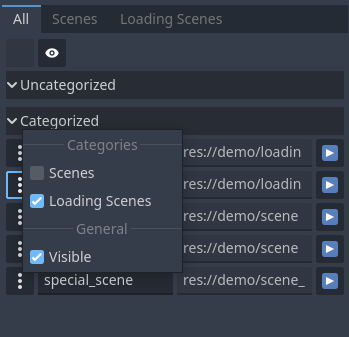 All Scenes Loading Scenes
Uncategorized
Categorized
Categories
res://demo/loadin
Scenes
res://demo/loadin
Loading Scenes
res://demo/scene
General
res://demo/scene
Visible
special_scene res://demo/scene_